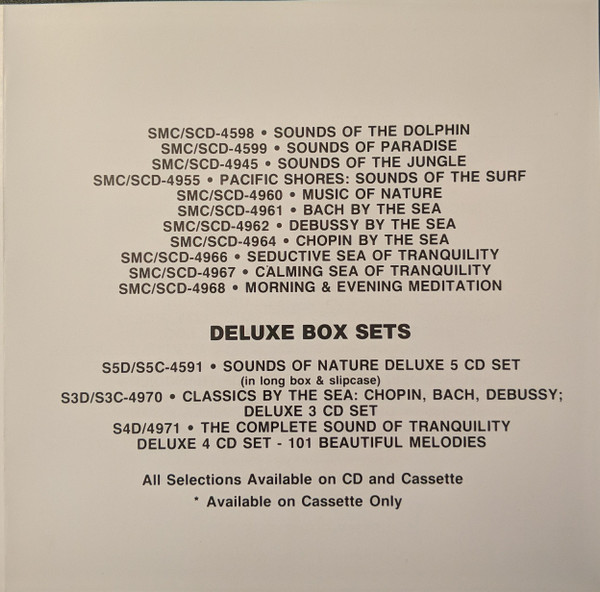 SMC/SCD-4598 • SOUNDS OF THE DOLPHIN
SMC/SCD-4599 • SOUNDS OF PARADISE
SMC/SCD-4945 • SOUNDS OF THE JUNGLE
SMC/SCD-4955 • PACIFIC SHORES: SOUNDS OF THE SURF
SMC/SCD-4960 • MUSIC OF NATURE
SMC/SCD-4961 • BACH BY THE SEA
SMC/SCD-4962 • DEBUSSY BY THE SEA
SMC/SCD-4964 • CHOPIN BY THE SEA
SMC/SCD-4966 • SEDUCTIVE SEA OF TRANQUILITY
SMC/SCD-4967 • CALMING SEA OF TRANQUILITY
SMC/SCD-4968 • MORNING & EVENING MEDITATION
DELUXE BOX SETS
S5D/S5C-4591 • SOUNDS OF NATURE DELUXE 5 CD SET
(in long box & slipcase)
S3D/S3C-4970 • CLASSICS BY THE SEA: CHOPIN, BACH, DEBUSSY;
DELUXE 3 CD SET
S4D/4971 • THE COMPLETE SOUND OF TRANQUILITY
DELUXE 4 CD SET - 101 BEAUTIFUL MELODIES
All Selections Available on CD and Cassette
* Available on Cassette Only